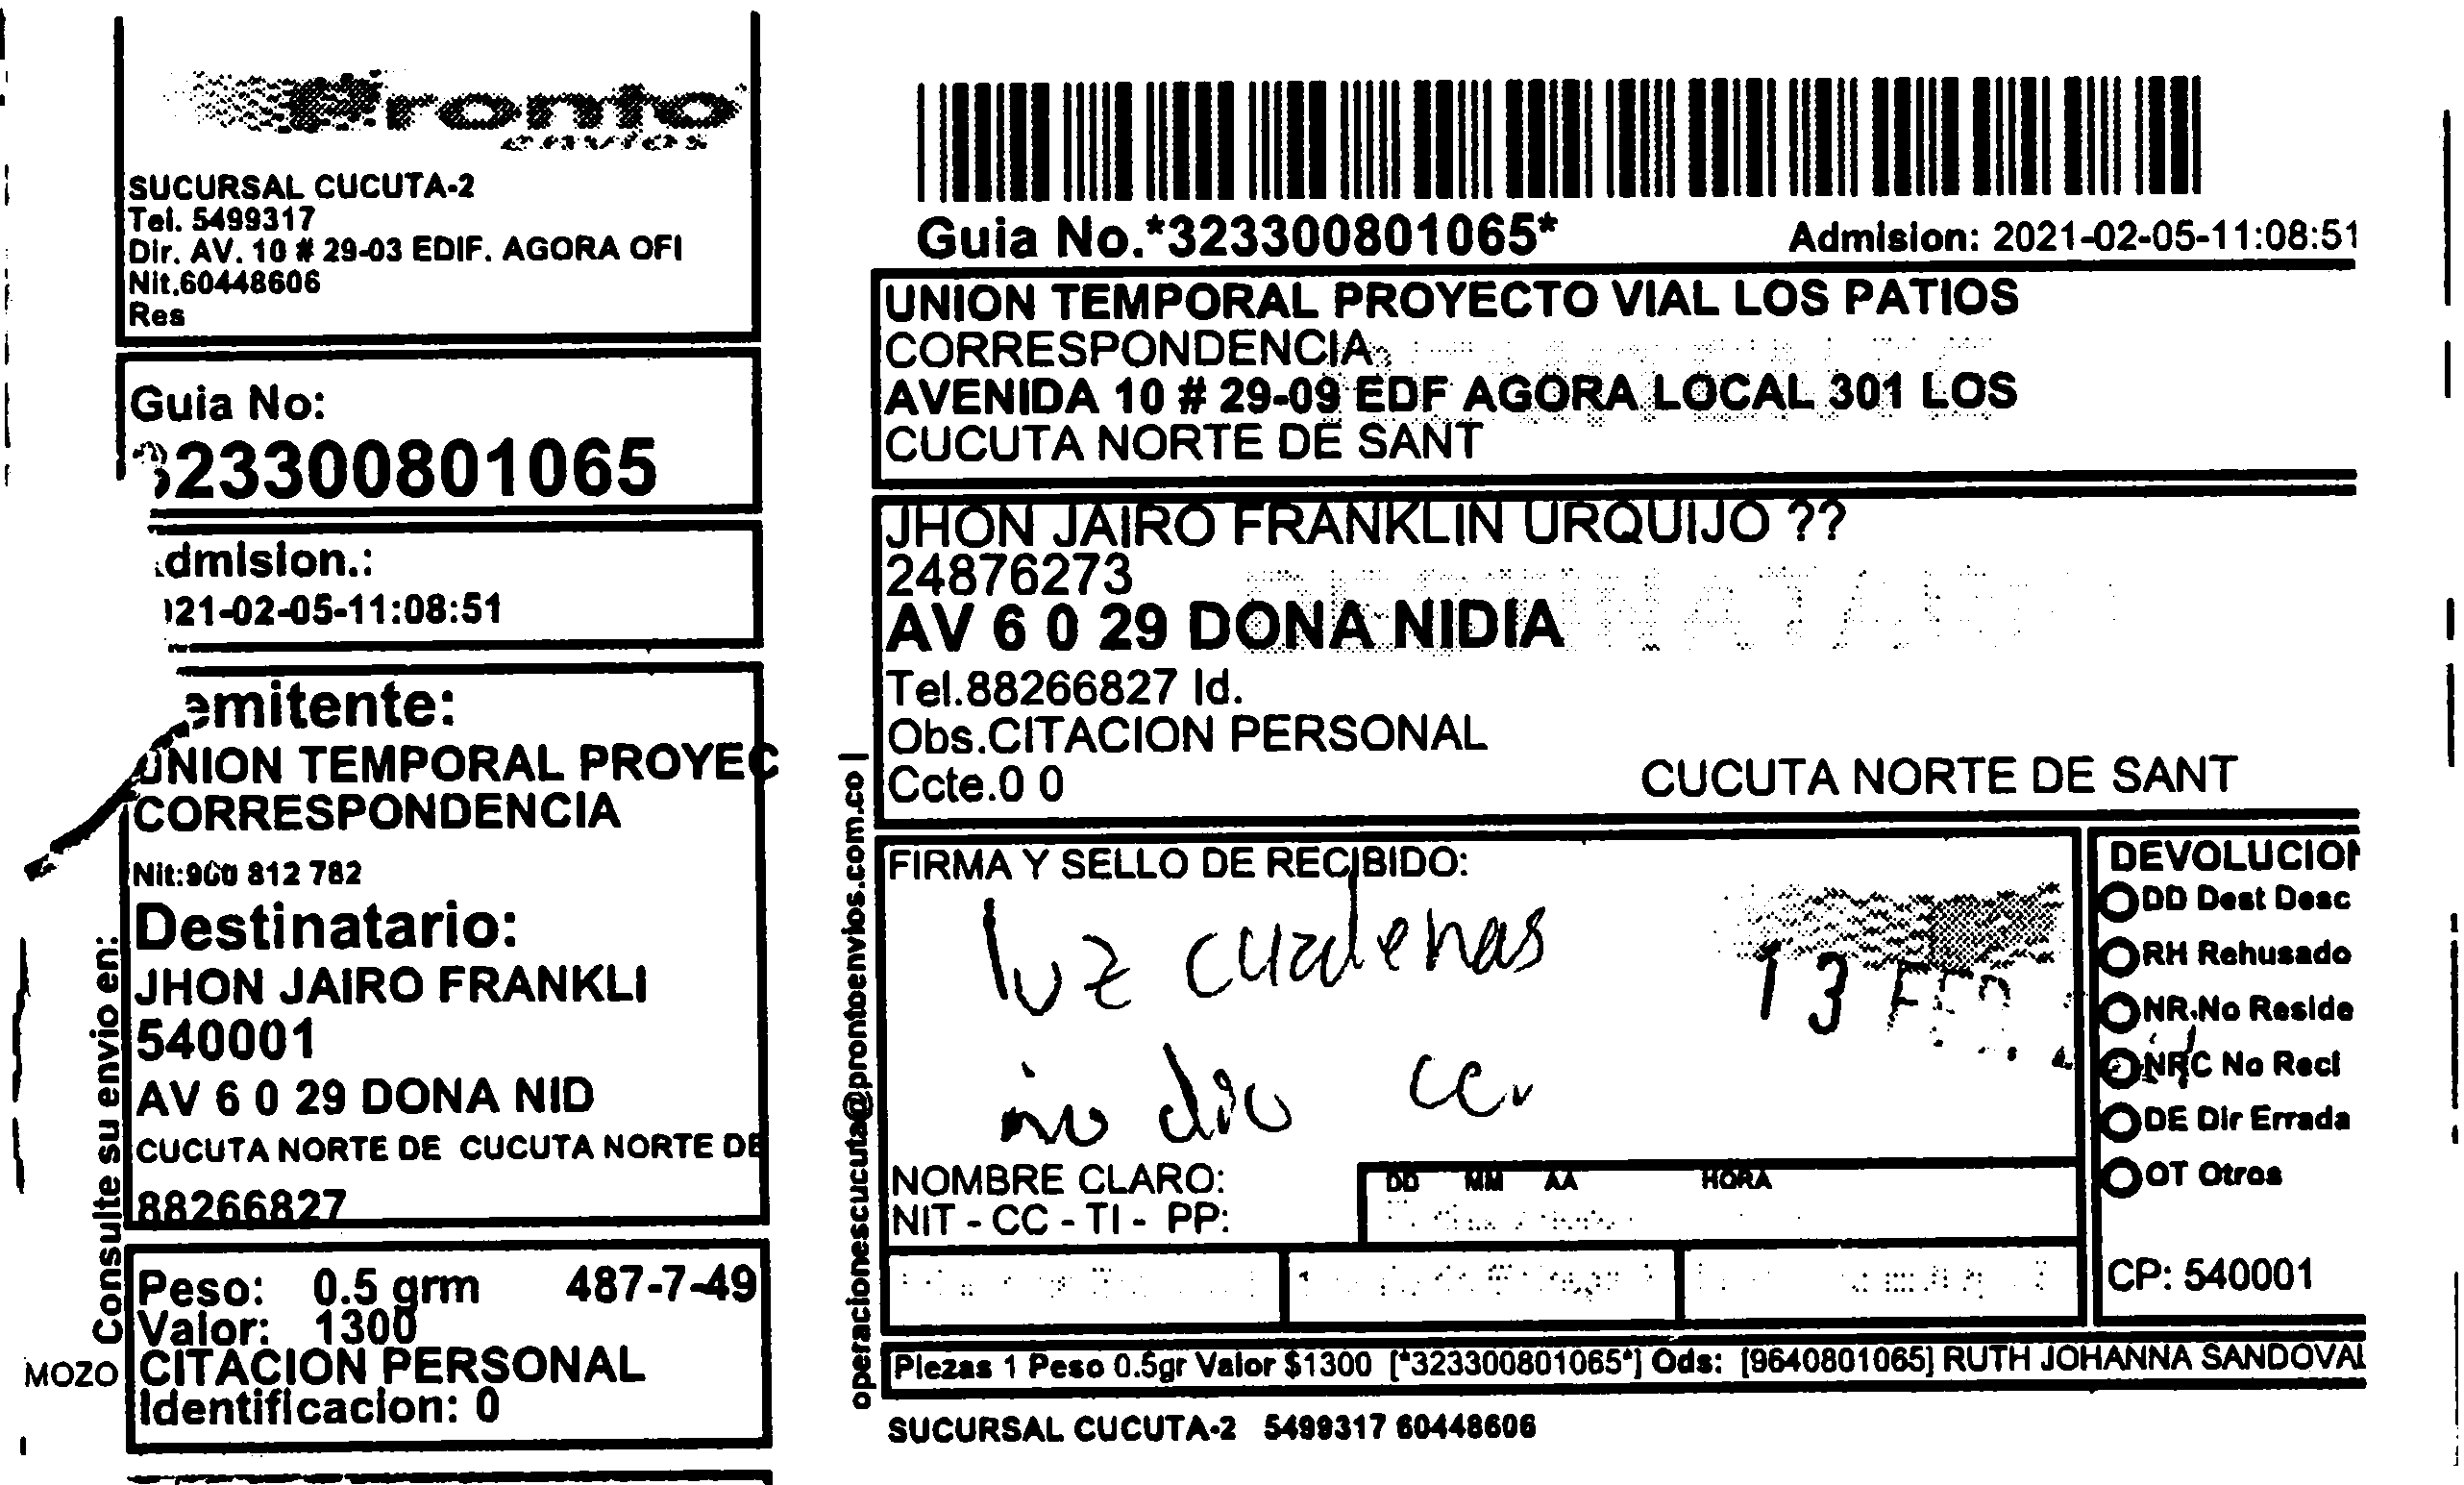 Pronto
envios
SUCURSAL CUCUTA-2
Tel. 5499317
Dir. AV. 10 # 29-03 EDIF. AGORA OFI
Nit.60448606
Res
Guia No:
323300801065
dmision.:
021-02-05-11:08:51
emitente:
UNION TEMPORAL PROYEC
CORRESPONDENCIA
Nit:900 812 782
Destinatario:
JHON JAIRO FRANKLI
540001
AV 6 0 29 DONA NID
CUCUTA NORTE DE CUCUTA NORTE DE
88266827
Peso: 0.5 grm 487-7-49
Valor: 1300
CITACION PERSONAL
Identificacion: 0
Consulte su envio en:
MOZO
Guia No.*323300801065*
Admision: 2021-02-05-11:08:51
UNION TEMPORAL PROYECTO VIAL LOS PATIOS
CORRESPONDENCIA
AVENIDA 10 # 29-09 EDF AGORA LOCAL 301 LOS
CUCUTA NORTE DE SANT
JHON JAIRO FRANKLIN URQUIJO ??
24876273
DESTINATARIO
AV 6 0 29 DONA NIDIA
Tel.88266827 Id.
Obs.CITACION PERSONAL
Ccte.0 0
CUCUTA NORTE DE SANT
operacionescucuta@prontoenvios.com.co |
FIRMA Y SELLO DE RECIBIDO:
luz cuadenas
13 FEB
no dio cc
NOMBRE CLARO:
NIT - CC - TI - PP:
DD MM AA HORA
DEVOLUCION
DD Dest Desc
RH Rehusado
NR.No Reside
NRC No Recl
DE Dir Errada
OT Otros
CP: 540001
Piezas 1 Peso 0.5gr Valor $1300 [*323300801065*] Ods: [9640801065] RUTH JOHANNA SANDOVAL
SUCURSAL CUCUTA-2 5499317 60448606